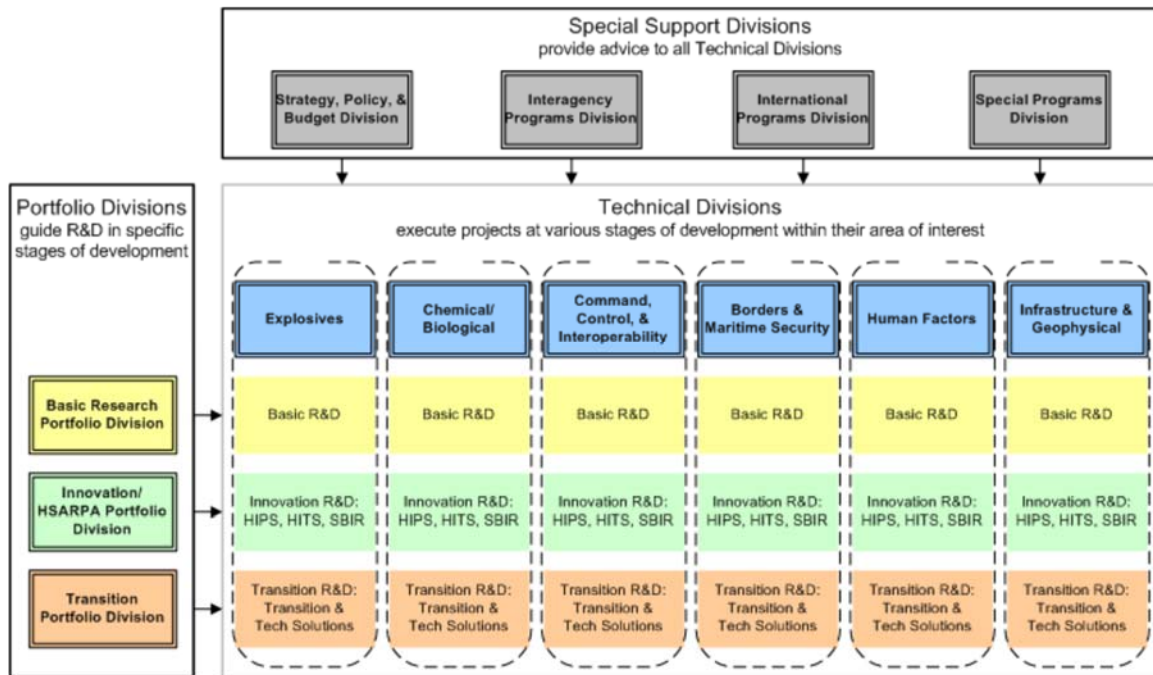 Special Support Divisions
provide advice to all Technical Divisions
Strategy, Policy, &
Budget Division
Interagency
Programs Division
International
Programs Division
Special Programs
Division
Portfolio Divisions
guide R&D in specific
stages of development
Technical Divisions
execute projects at various stages of development within their area of interest
Explosives
Chemical/
Biological
Command,
Control, &
Interoperability
Borders &
Maritime Security
Human Factors
Infrastructure &
Geophysical
Basic Research
Portfolio Division
Basic R&D
Basic R&D
Basic R&D
Basic R&D
Basic R&D
Basic R&D
Innovation/
HSARPA Portfolio
Division
Innovation R&D:
HIPS, HITS, SBIR
Innovation R&D:
HIPS, HITS, SBIR
Innovation R&D:
HIPS, HITS, SBIR
Innovation R&D:
HIPS, HITS, SBIR
Innovation R&D:
HIPS, HITS, SBIR
Innovation R&D:
HIPS, HITS, SBIR
Transition
Portfolio Division
Transition R&D:
Transition &
Tech Solutions
Transition R&D:
Transition &
Tech Solutions
Transition R&D:
Transition &
Tech Solutions
Transition R&D:
Transition &
Tech Solutions
Transition R&D:
Transition &
Tech Solutions
Transition R&D:
Transition &
Tech Solutions